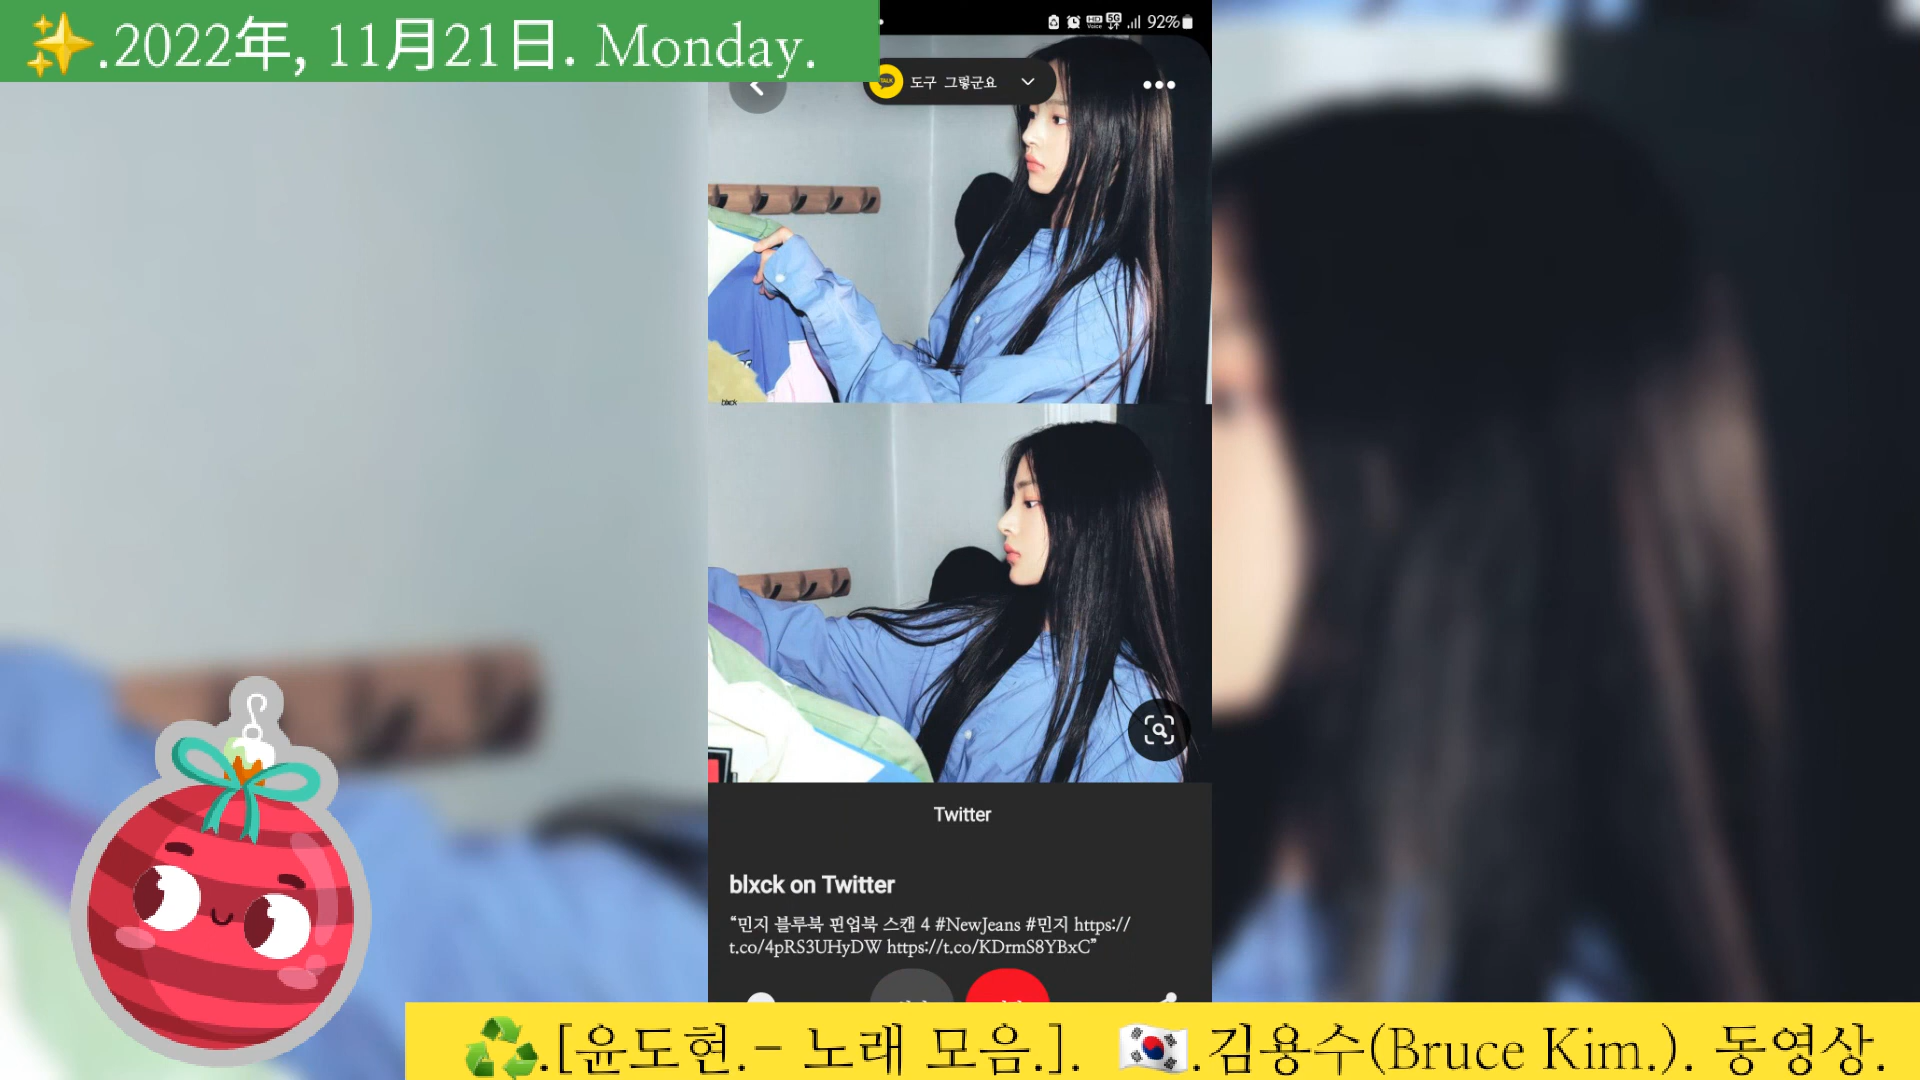 ✨.2022年, 11月21日. Monday.
92%
도구 그렇군요
blxck
Twitter
blxck on Twitter
“민지 블루북 핀업북 스캔 4 #NewJeans #민지 https://
t.co/4pRS3UHyDW https://t.co/KDrmS8YBxC”
♻️.[윤도현.- 노래 모음.]. 🇰🇷.김용수(Bruce Kim.). 동영상.